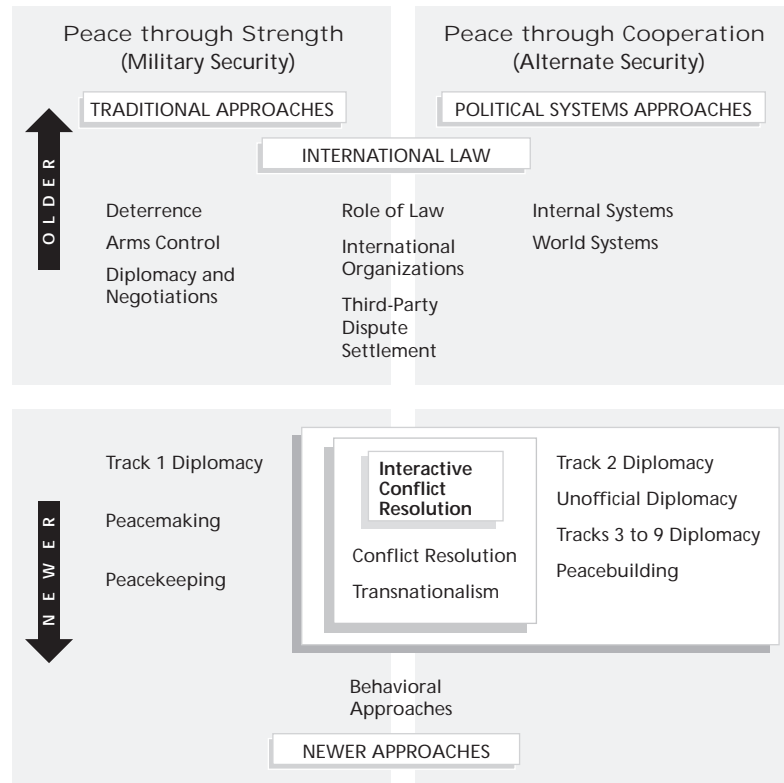 Peace through Strength
(Military Security)
Peace through Cooperation
(Alternate Security)
TRADITIONAL APPROACHES
POLITICAL SYSTEMS APPROACHES
INTERNATIONAL LAW
OLDER
Deterrence
Arms Control
Diplomacy and
Negotiations
Role of Law
International
Organizations
Third-Party
Dispute
Settlement
Internal Systems
World Systems
NEWER
Track 1 Diplomacy
Peacemaking
Peacekeeping
Interactive
Conflict
Resolution
Conflict Resolution
Transnationalism
Track 2 Diplomacy
Unofficial Diplomacy
Tracks 3 to 9 Diplomacy
Peacebuilding
Behavioral
Approaches
NEWER APPROACHES